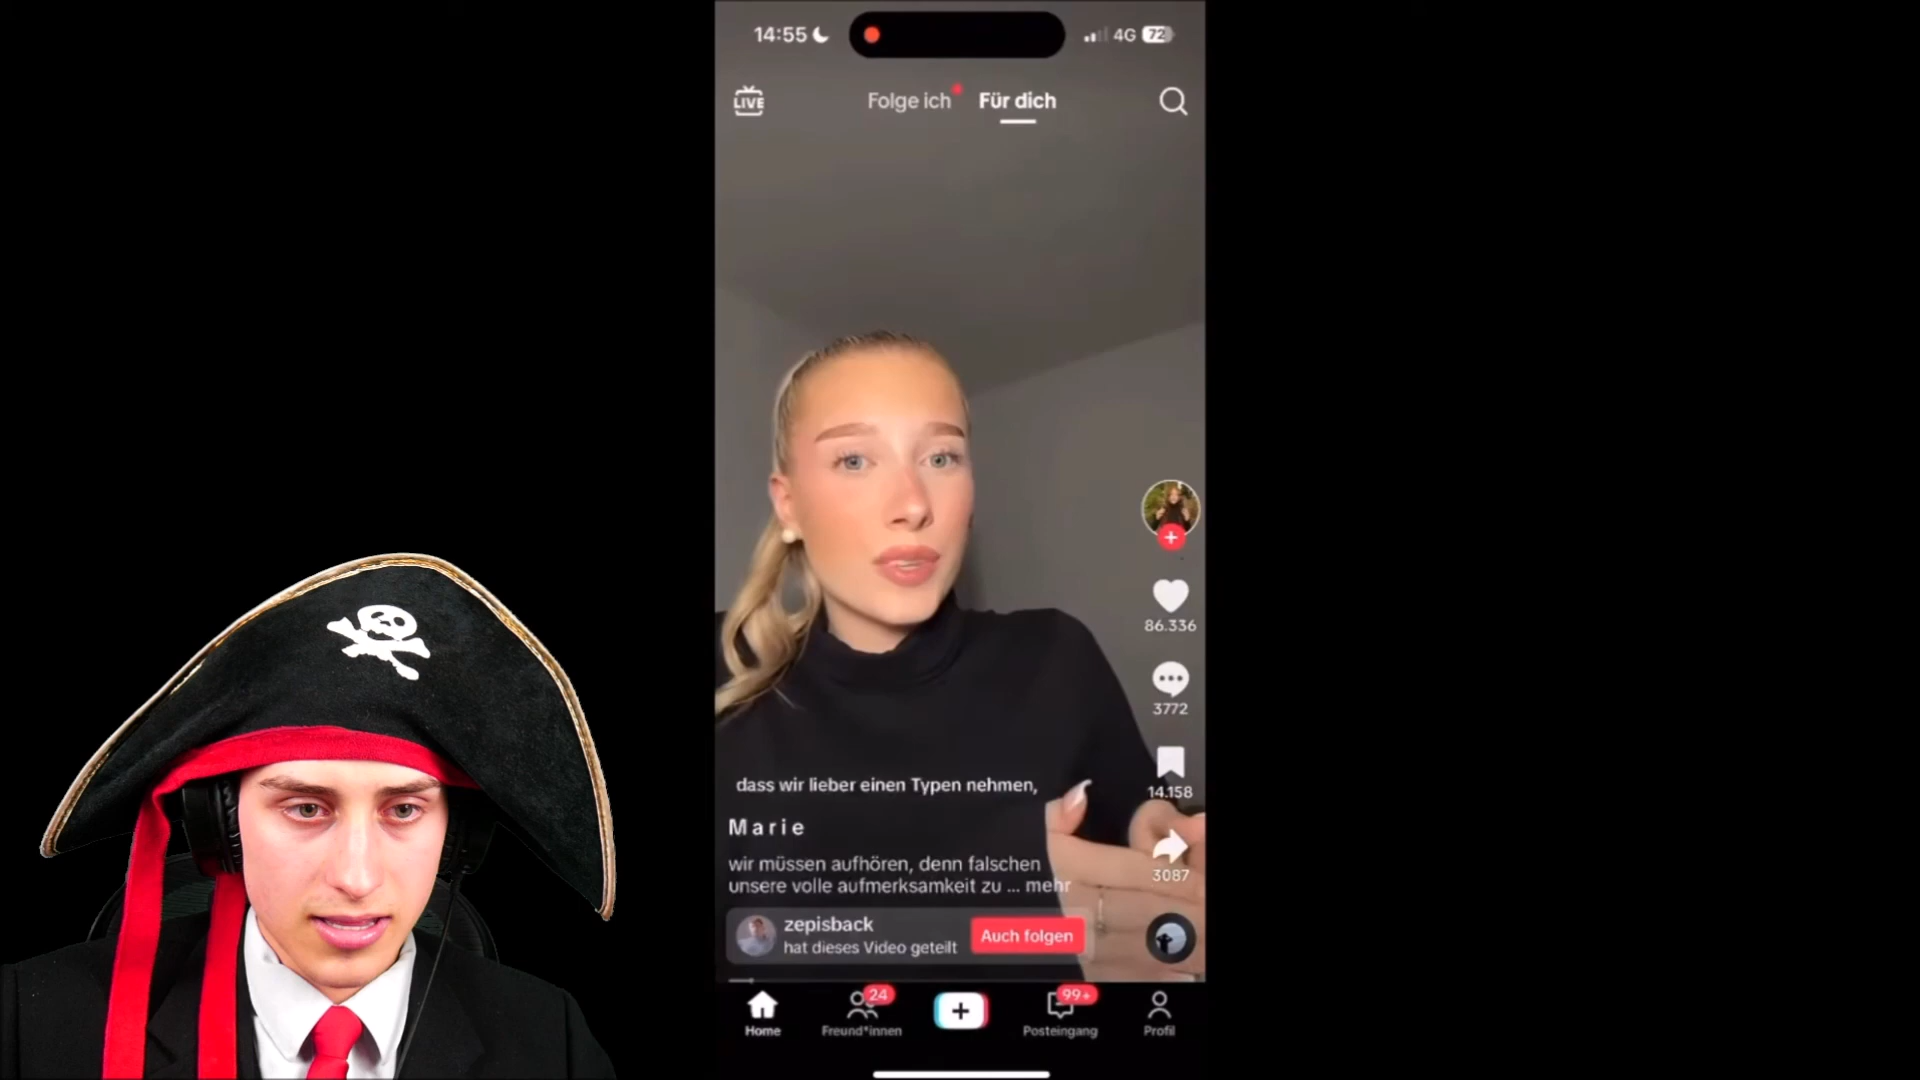 14:55
4G
72
LIVE
Folge ich
Für dich
86.336
3772
14.158
3087
dass wir lieber einen Typen nehmen,
Marie
wir müssen aufhören, denn falschen
unsere volle aufmerksamkeit zu ... mehr
zepisback
hat dieses Video geteilt
Auch folgen
24
99+
Home
Freund*innen
Posteingang
Profil